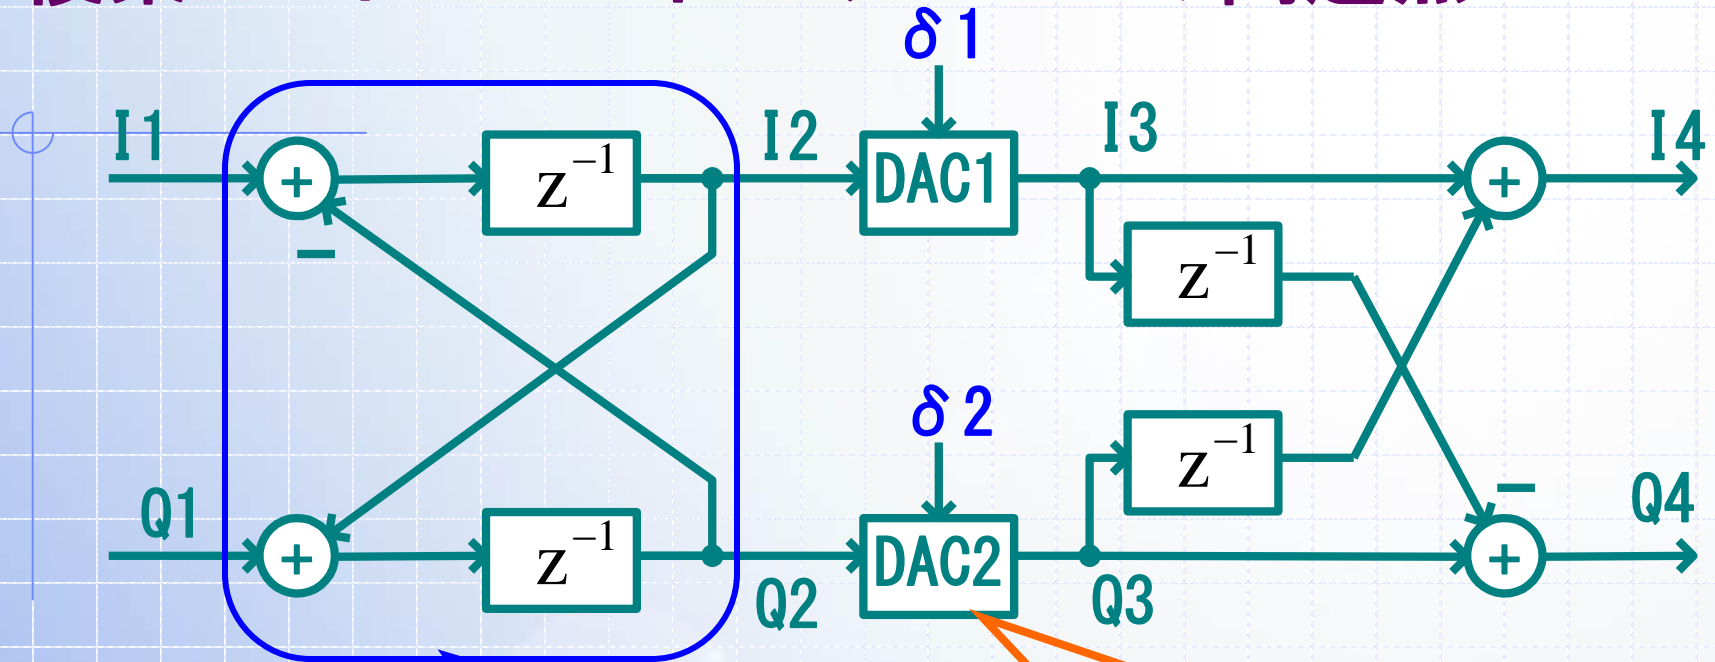 δ1
I1 + z⁻¹ I2 DAC1 I3 + I4
−
z⁻¹
δ2
z⁻¹
−
Q1 + z⁻¹ Q2 DAC2 Q3 + Q4